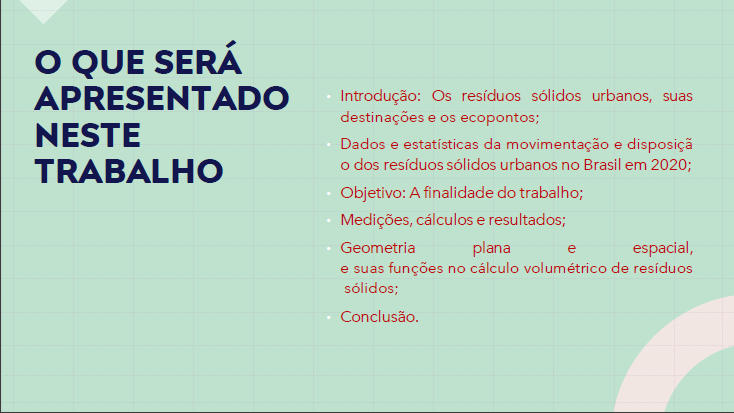 O QUE SERÁ
APRESENTADO
NESTE
TRABALHO
• Introdução: Os resíduos sólidos urbanos, suas
destinações e os ecopontos;
• Dados e estatísticas da movimentação e disposiçã
o dos resíduos sólidos urbanos no Brasil em 2020;
• Objetivo: A finalidade do trabalho;
• Medições, cálculos e resultados;
• Geometria plana e espacial,
e suas funções no cálculo volumétrico de resíduos
sólidos;
• Conclusão.